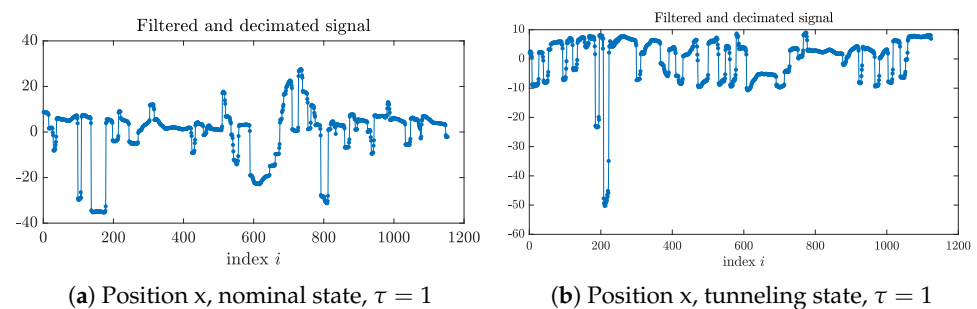 Filtered and decimated signal
40
20
0
-20
-40
0 200 400 600 800 1000 1200
index i
(a) Position x, nominal state, τ = 1
Filtered and decimated signal
10
0
-10
-20
-30
-40
-50
-60
0 200 400 600 800 1000 1200
index i
(b) Position x, tunneling state, τ = 1